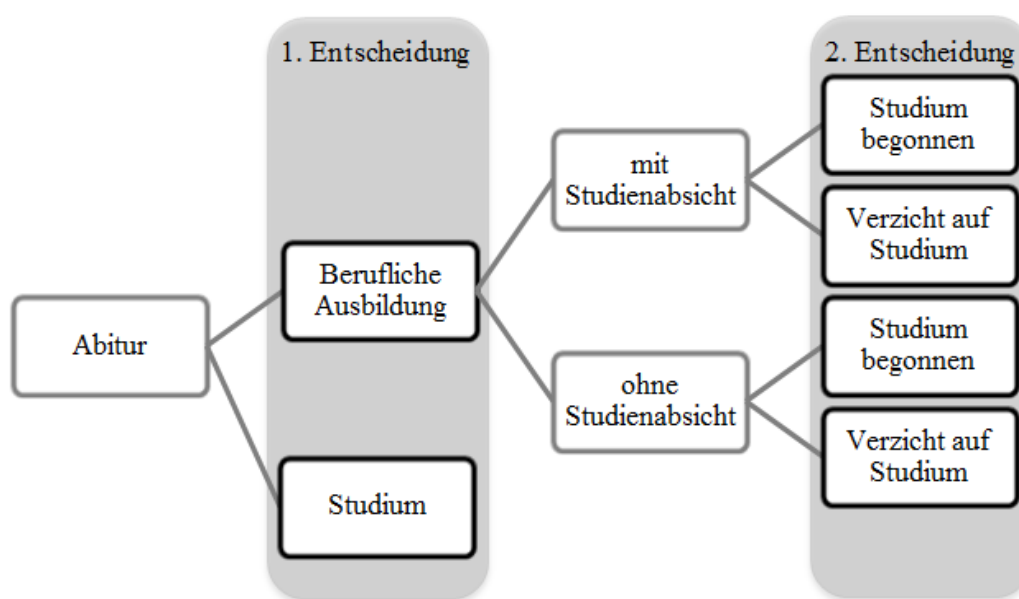 1. Entscheidung
2. Entscheidung
Abitur
Berufliche
Ausbildung
Studium
mit
Studienabsicht
ohne
Studienabsicht
Studium
begonnen
Verzicht auf
Studium
Studium
begonnen
Verzicht auf
Studium